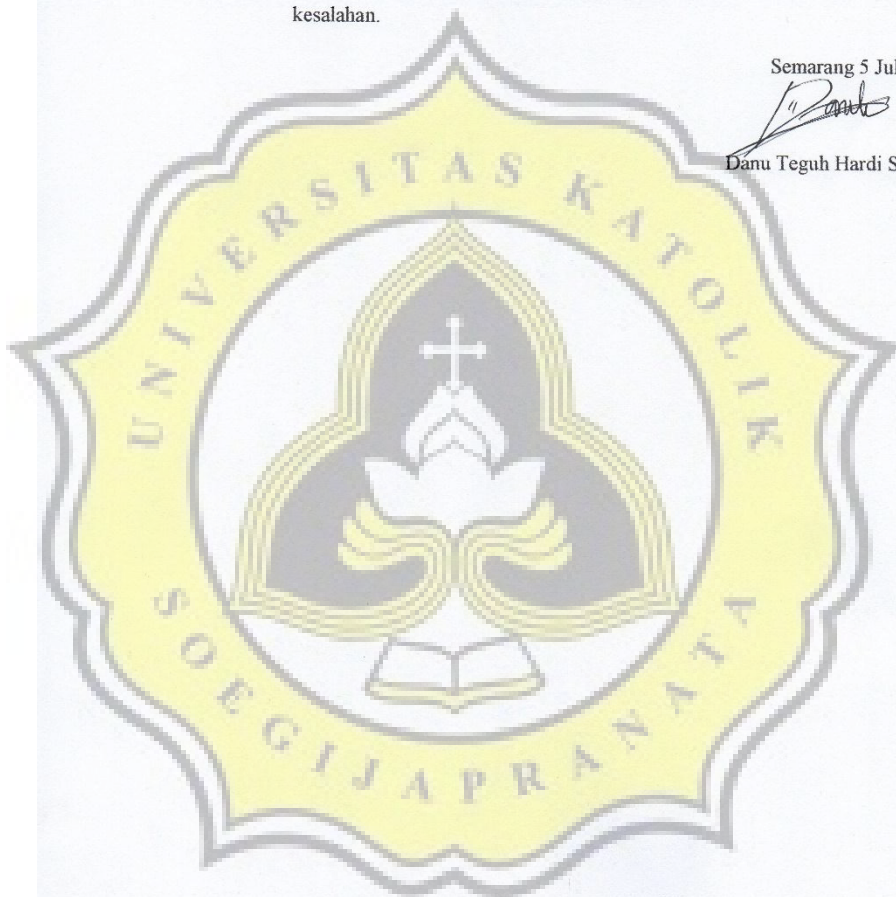 kesalahan.
Semarang 5 Jul
Danu Teguh Hardi S
UNIVERSITAS KATOLIK
SOEGIJAPRANATA